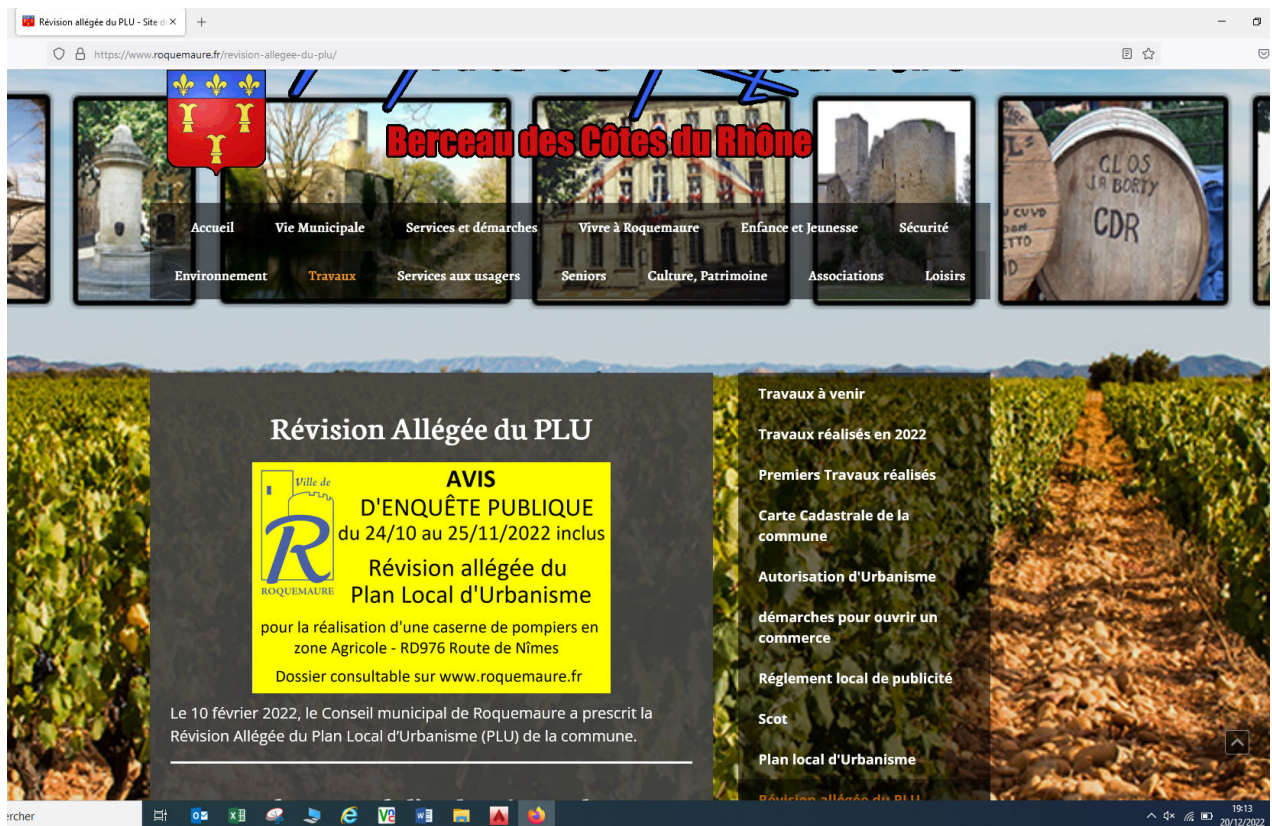 Révision allégée du PLU - Site d
https://www.roquemaure.fr/revision-allegee-du-plu/
Berceau des Côtes du Rhône
CLOS
CDR
Accueil Vie Municipale Services et démarches Vivre à Roquemaure Enfance et Jeunesse Sécurité
Environnement Travaux Services aux usagers Seniors Culture, Patrimoine Associations Loisirs
Révision Allégée du PLU
Ville de
ROQUEMAURE
AVIS
D'ENQUÊTE PUBLIQUE
du 24/10 au 25/11/2022 inclus
Révision allégée du
Plan Local d'Urbanisme
pour la réalisation d'une caserne de pompiers en
zone Agricole - RD976 Route de Nîmes
Dossier consultable sur www.roquemaure.fr
Le 10 février 2022, le Conseil municipal de Roquemaure a prescrit la
Révision Allégée du Plan Local d'Urbanisme (PLU) de la commune.
Travaux à venir
Travaux réalisés en 2022
Premiers Travaux réalisés
Carte Cadastrale de la
commune
Autorisation d'Urbanisme
démarches pour ouvrir un
commerce
Réglement local de publicité
Scot
Plan local d'Urbanisme
Révision allégée du PLU
ercher
19:13
20/12/2022